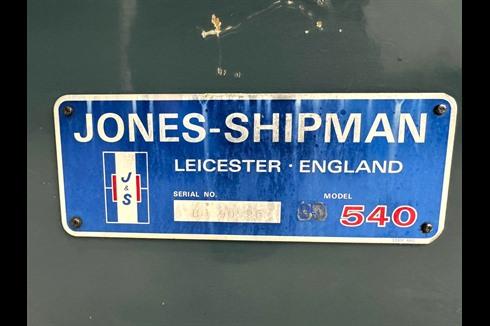 JONES-SHIPMAN
LEICESTER · ENGLAND
J
&
S
SERIAL NO.
MODEL
540